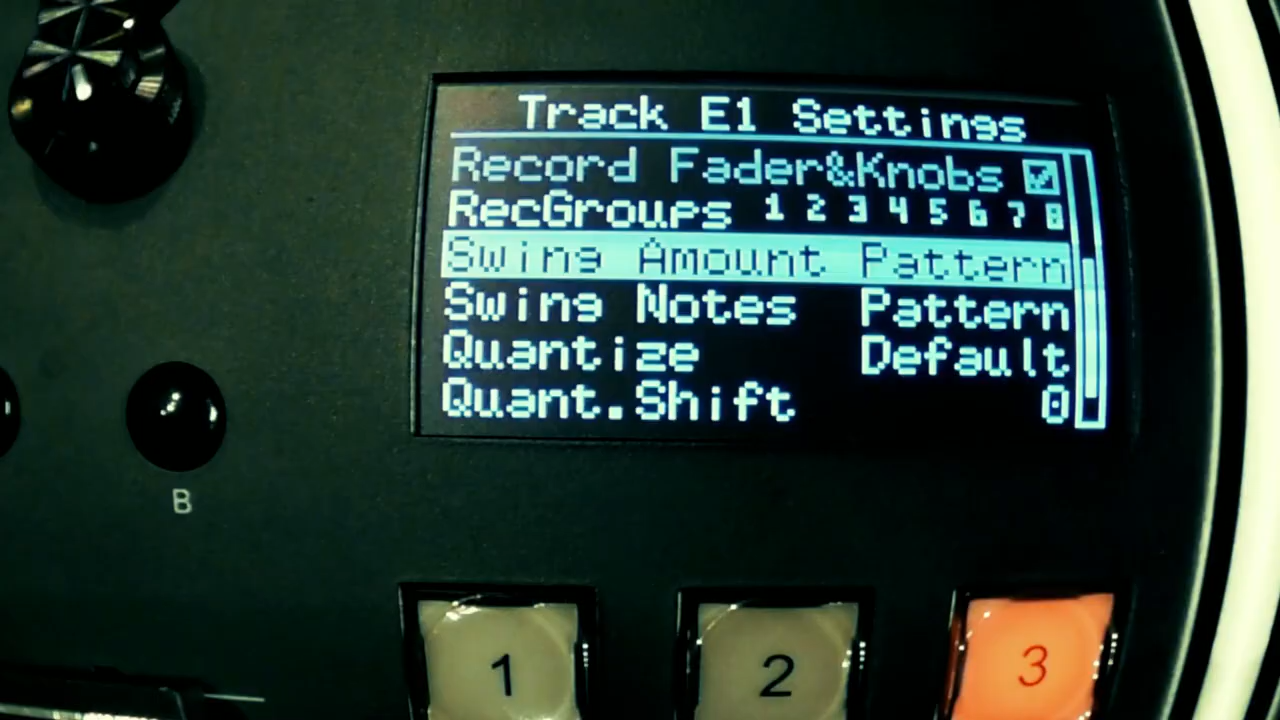 Track E1 Settings
Record Fader&Knobs
RecGroups 1 2 3 4 5 6 7 8
Swing Amount Pattern
Swing Notes Pattern
Quantize Default
Quant.Shift 0
B
1 2 3